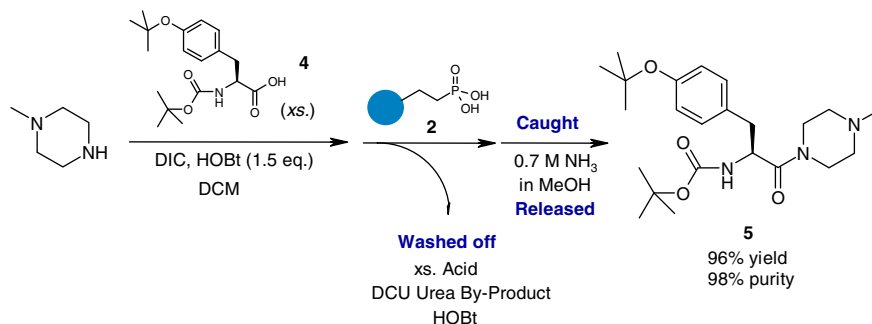 O
O
N
H
O
O
OH
4
(xs.)
N
NH
DIC, HOBt (1.5 eq.)
DCM
O
P
OH
OH
2
Caught
0.7 M NH3
in MeOH
Released
Washed off
xs. Acid
DCU Urea By-Product
HOBt
O
O
O
N
H
O
N
N
5
96% yield
98% purity